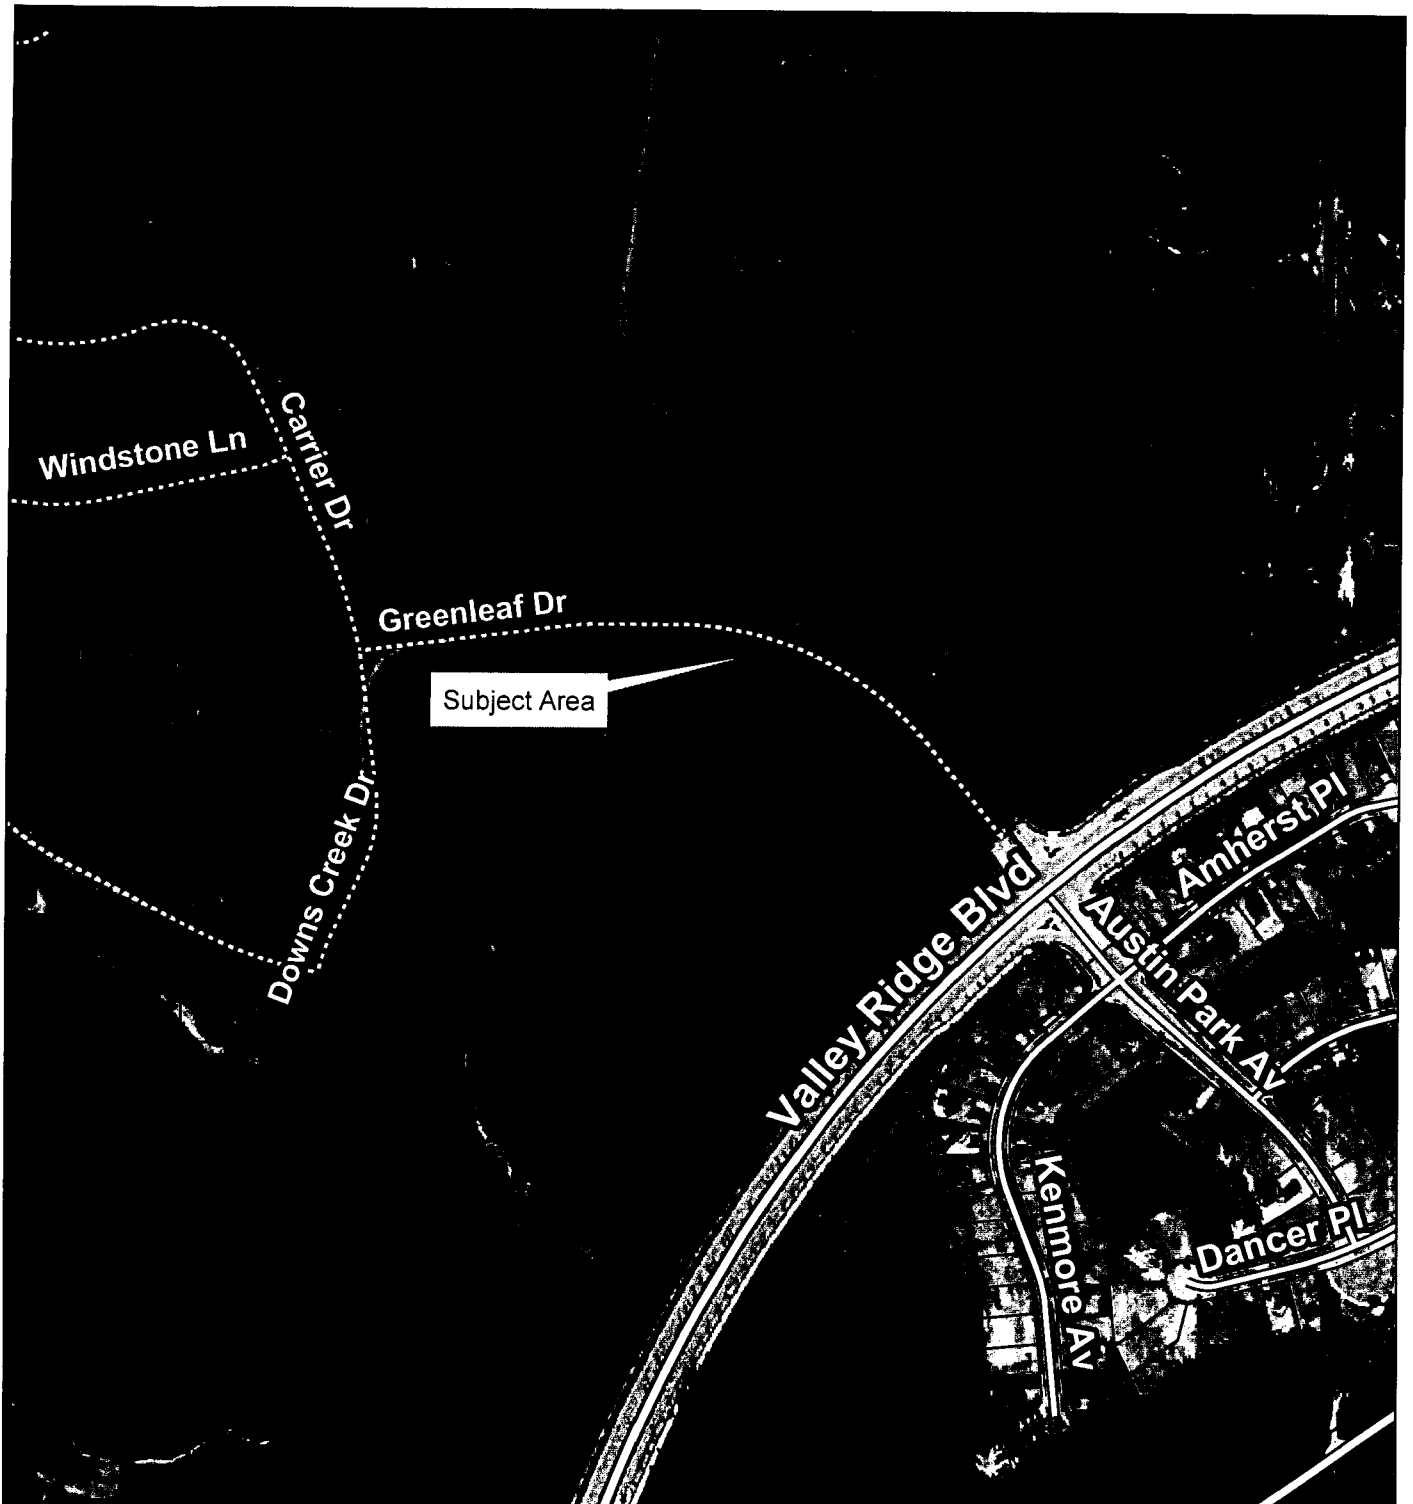 Carrier Dr
Windstone Ln
Greenleaf Dr
Subject Area
Downs Creek Dr
Valley Ridge Blvd
Amherst Pl
Austin Park Av
Kenmore Av
Dancer Pl